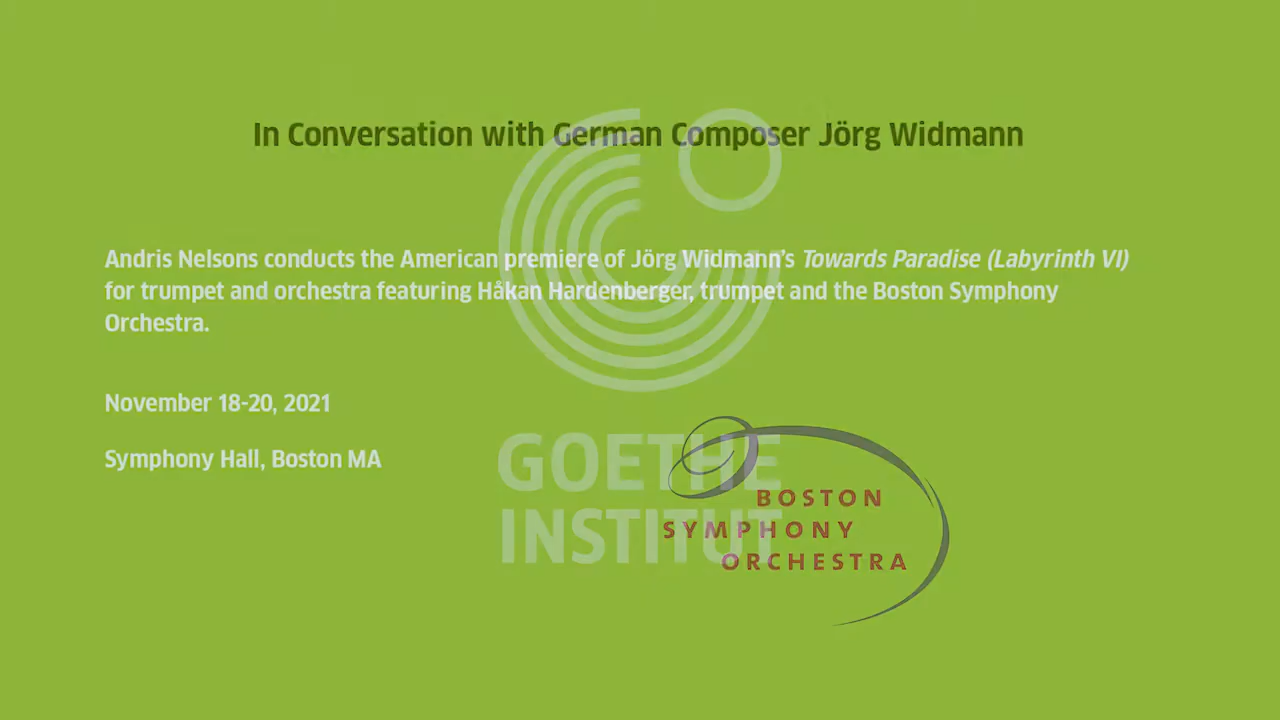 In Conversation with German Composer Jörg Widmann
Andris Nelsons conducts the American premiere of Jörg Widmann's Towards Paradise (Labyrinth VI)
for trumpet and orchestra featuring Håkan Hardenberger, trumpet and the Boston Symphony
Orchestra.
November 18-20, 2021
Symphony Hall, Boston MA
GOETHE
INSTITUT
BOSTON
SYMPHONY
ORCHESTRA